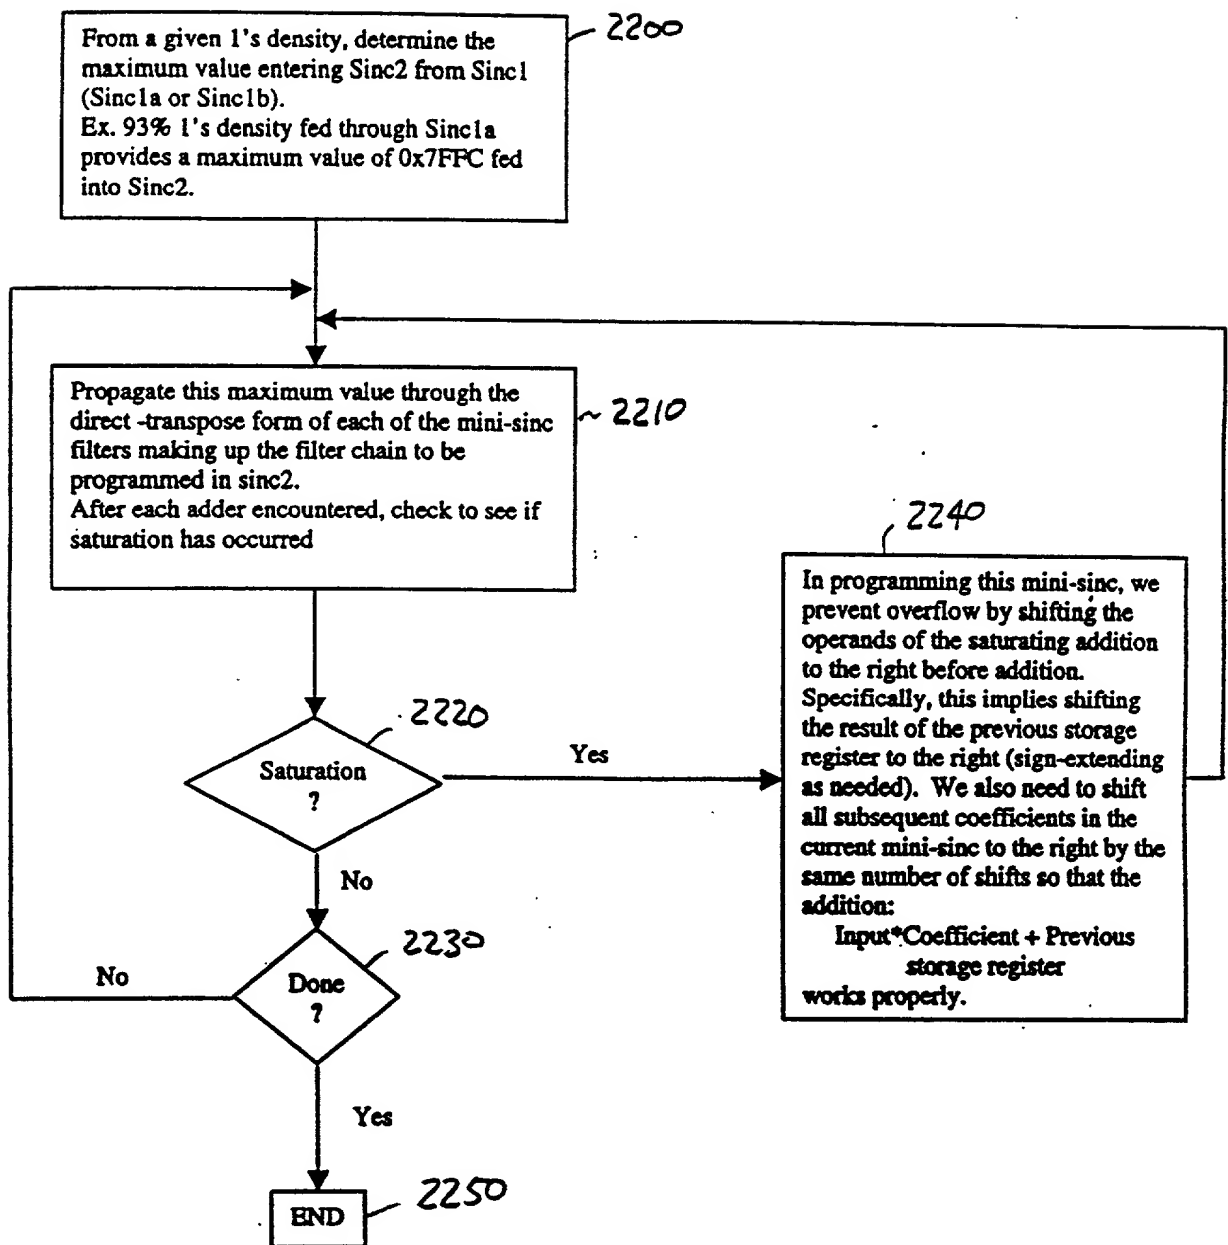 From a given 1's density, determine the
maximum value entering Sinc2 from Sinc1
(Sinc1a or Sinc1b).
Ex. 93% 1's density fed through Sinc1a
provides a maximum value of 0x7FFC fed
into Sinc2.
2200
Propagate this maximum value through the
direct -transpose form of each of the mini-sinc
filters making up the filter chain to be
programmed in sinc2.
After each adder encountered, check to see if
saturation has occurred
~ 2210
Saturation
?
2220
Yes
2240
In programming this mini-sinc, we
prevent overflow by shifting the
operands of the saturating addition
to the right before addition.
Specifically, this implies shifting
the result of the previous storage
register to the right (sign-extending
as needed). We also need to shift
all subsequent coefficients in the
current mini-sinc to the right by the
same number of shifts so that the
addition:
Input*Coefficient + Previous
storage register
works properly.
No
Done
?
2230
No
Yes
END
2250